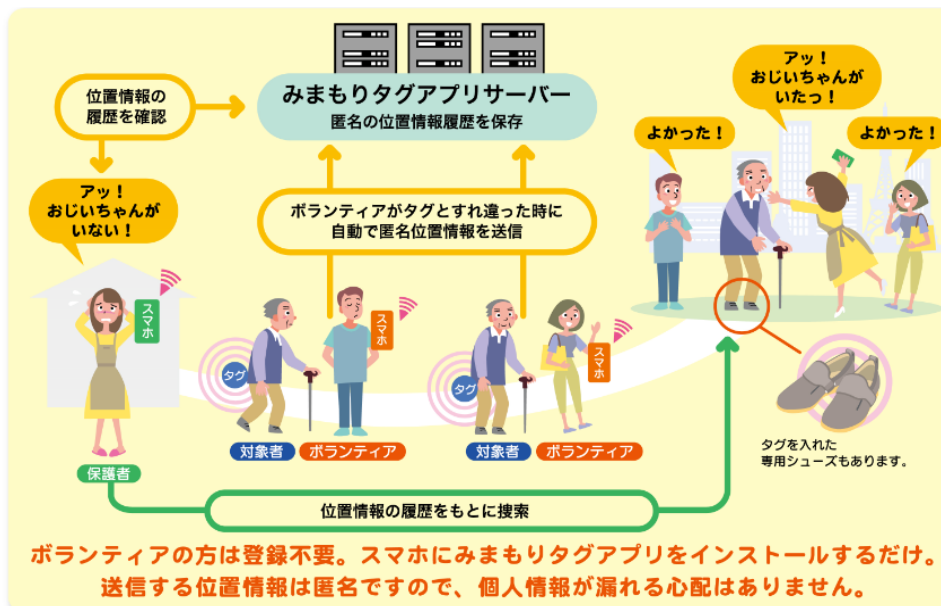 みまもりタグアプリサーバー
匿名の位置情報履歴を保存
位置情報の
履歴を確認
アッ！
おじいちゃんが
いない！
スマホ
保護者
ボランティアがタグとすれ違った時に
自動で匿名位置情報を送信
タグ
スマホ
対象者
ボランティア
タグ
スマホ
対象者
ボランティア
よかった！
アッ！
おじいちゃんが
いたっ！
よかった！
タグを入れた
専用シューズもあります。
位置情報の履歴をもとに捜索
ボランティアの方は登録不要。スマホにみまもりタグアプリをインストールするだけ。
送信する位置情報は匿名ですので、個人情報が漏れる心配はありません。